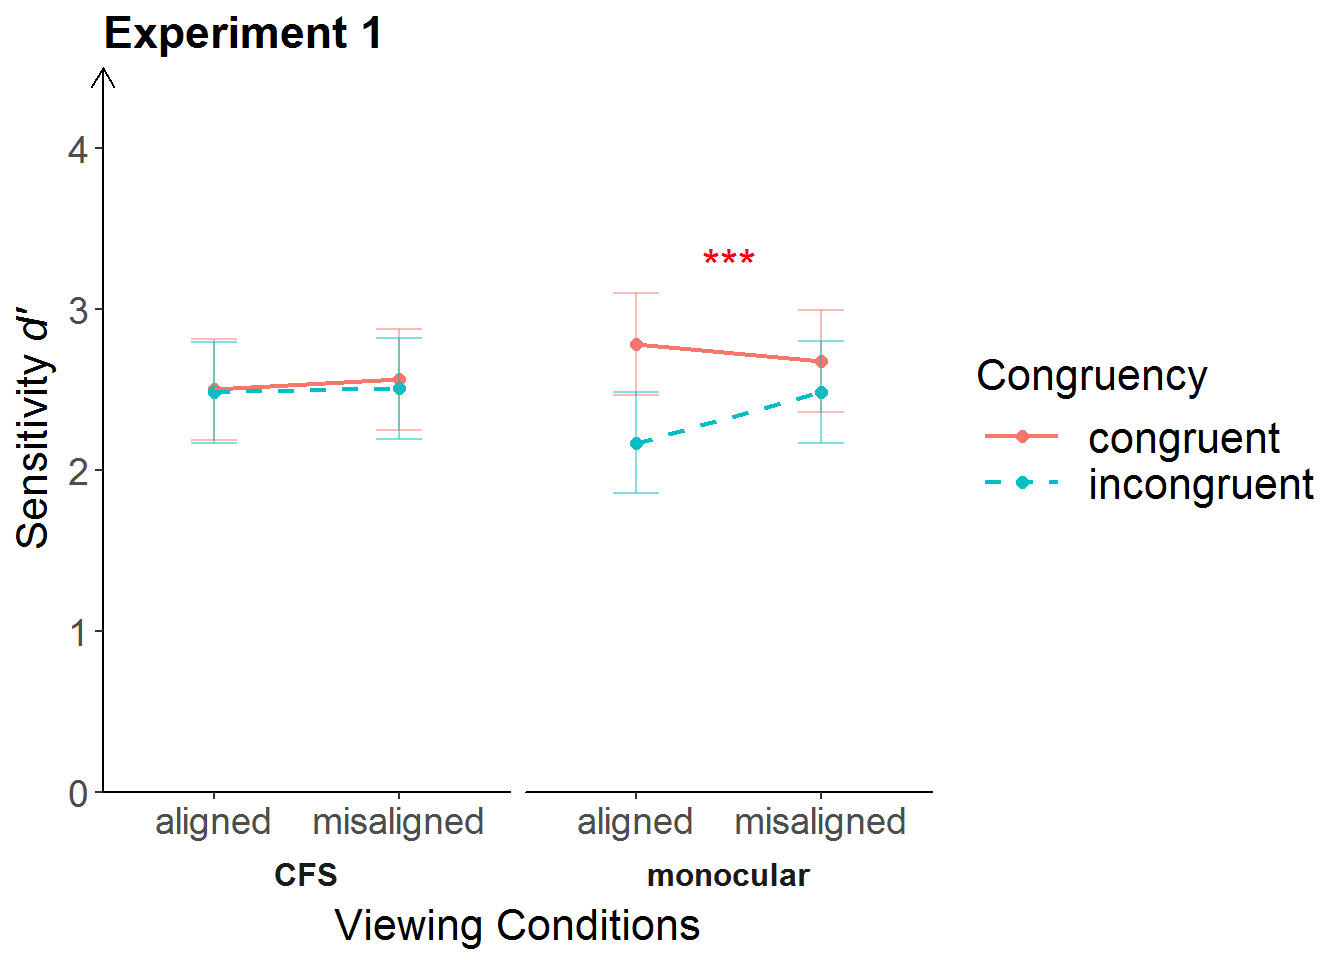 Experiment 1
Sensitivity d'
4
3
2
1
0
***
aligned misaligned aligned misaligned
CFS monocular
Viewing Conditions
Congruency
congruent
incongruent